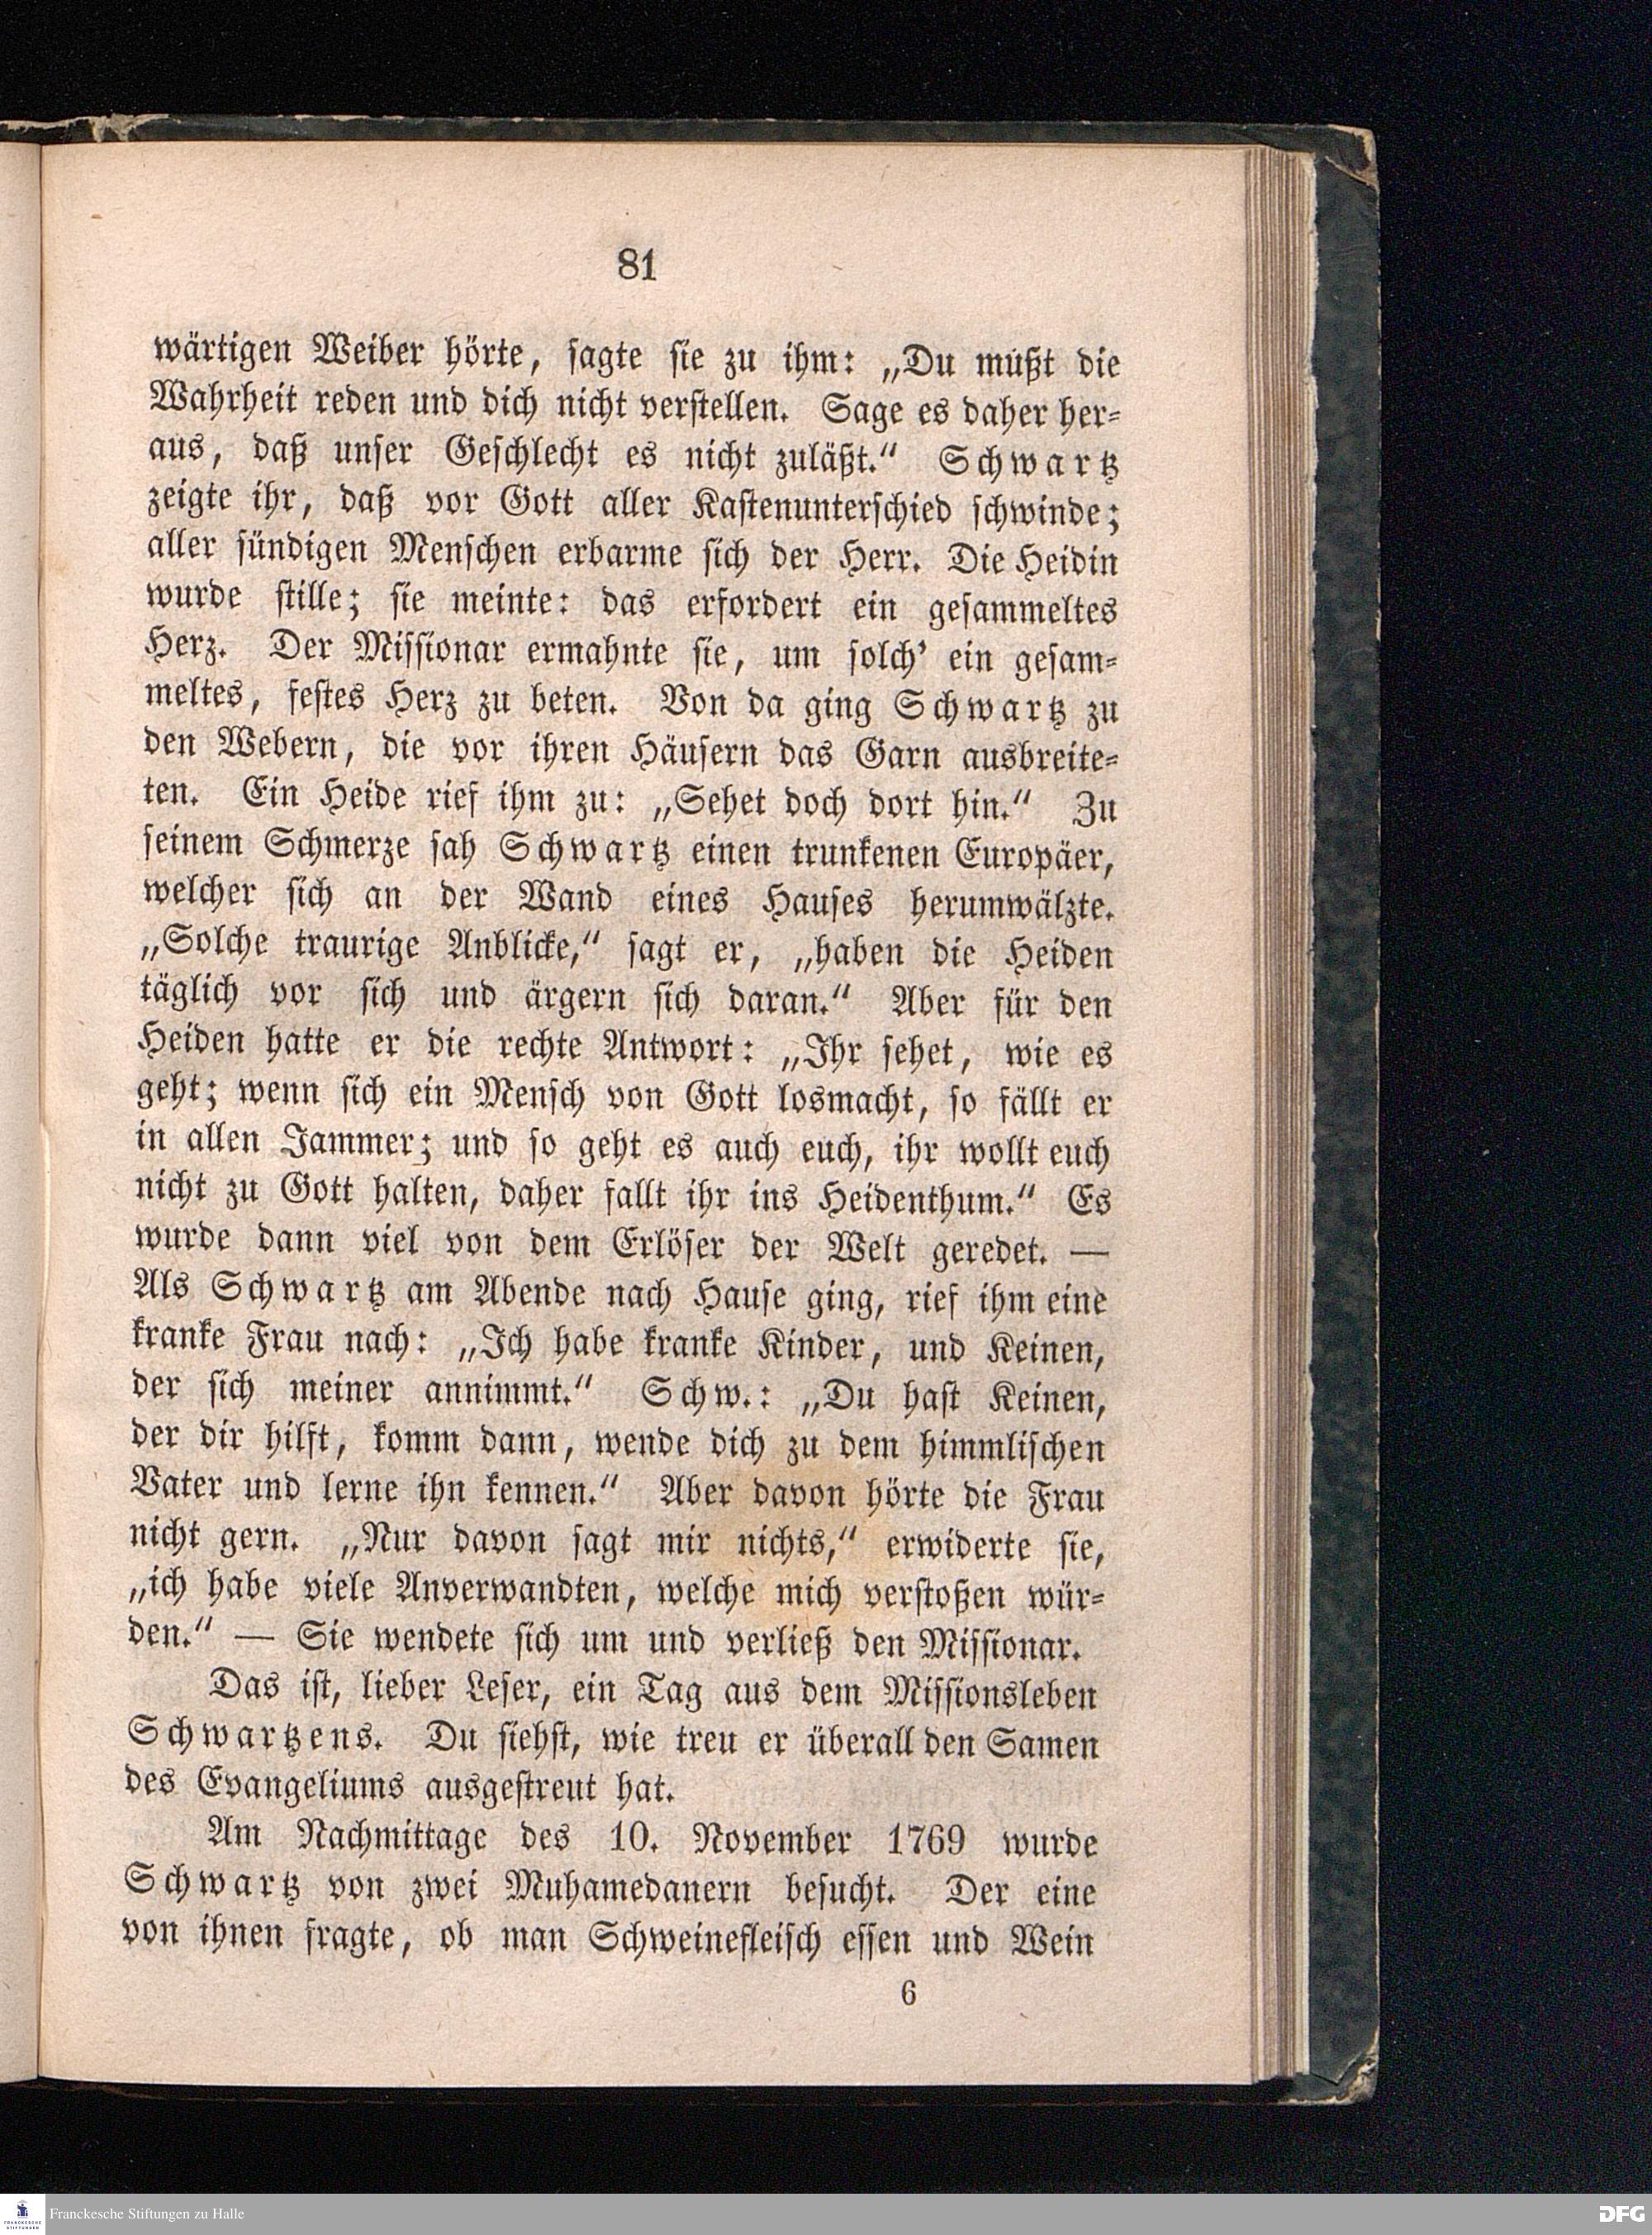 81
wärtigen Weiber hörte, sagte sie zu ihm: „Du mußt die
Wahrheit reden und dich nicht verstellen. Sage es daher her-
aus, daß unser Geschlecht es nicht zuläßt.“ Schwartz
zeigte ihr, daß vor Gott aller Kastenunterschied schwinde;
aller sündigen Menschen erbarme sich der Herr. Die Heidin
wurde stille; sie meinte: das erfordert ein gesammeltes
Herz. Der Missionar ermahnte sie, um solch’ ein gesam-
meltes, festes Herz zu beten. Von da ging Schwartz zu
den Webern, die vor ihren Häusern das Garn ausbreite-
ten. Ein Heide rief ihm zu: „Sehet doch dort hin.“ Zu
seinem Schmerze sah Schwartz einen trunkenen Europäer,
welcher sich an der Wand eines Hauses herumwälzte.
„Solche traurige Anblicke,“ sagt er, „haben die Heiden
täglich vor sich und ärgern sich daran.“ Aber für den
Heiden hatte er die rechte Antwort: „Ihr sehet, wie es
geht; wenn sich ein Mensch von Gott losmacht, so fällt er
in allen Jammer; und so geht es auch euch, ihr wollt euch
nicht zu Gott halten, daher fallt ihr ins Heidenthum.“ Es
wurde dann viel von dem Erlöser der Welt geredet. —
Als Schwartz am Abende nach Hause ging, rief ihm eine
kranke Frau nach: „Ich habe kranke Kinder, und Keinen,
der sich meiner annimmt.“ Schw.: „Du hast Keinen,
der dir hilft, komm dann, wende dich zu dem himmlischen
Vater und lerne ihn kennen.“ Aber davon hörte die Frau
nicht gern. „Nur davon sagt mir nichts,“ erwiderte sie,
„ich habe viele Anverwandten, welche mich verstoßen wür-
den.“ — Sie wendete sich um und verließ den Missionar.
Das ist, lieber Leser, ein Tag aus dem Missionsleben
Schwartzens. Du siehst, wie treu er überall den Samen
des Evangeliums ausgestreut hat.
Am Nachmittage des 10. November 1769 wurde
Schwartz von zwei Muhamedanern besucht. Der eine
von ihnen fragte, ob man Schweinefleisch essen und Wein
6
FRANCKESCHE
STIFTUNGEN
Franckesche Stiftungen zu Halle
DFG